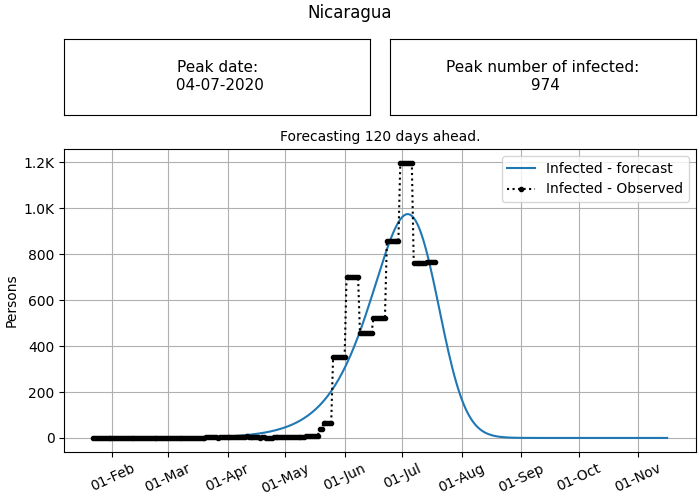 Nicaragua
Peak date:
04-07-2020
Peak number of infected:
974
Forecasting 120 days ahead.
Infected - forecast
Infected - Observed
Persons
1.2K
1.0K
800
600
400
200
0
01-Feb
01-Mar
01-Apr
01-May
01-Jun
01-Jul
01-Aug
01-Sep
01-Oct
01-Nov